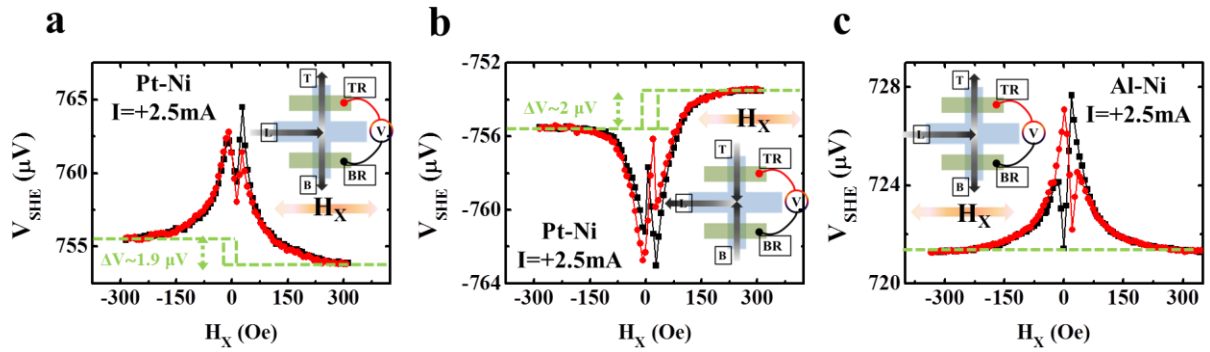 a
Pt-Ni
I=+2.5mA
T
TR
L
V
B
BR
H_X
ΔV~1.9 μV
V_SHE (μV)
765
760
755
-300 -150 0 150 300
H_X (Oe)
b
-752
-756
-760
-764
V_SHE (μV)
ΔV~2 μV
H_X
T
TR
L
V
B
BR
Pt-Ni
I=+2.5mA
-300 -150 0 150 300
H_X (Oe)
c
728
724
720
V_SHE (μV)
T
TR
L
V
B
BR
H_X
Al-Ni
I=+2.5mA
-300 -150 0 150 300
H_X (Oe)